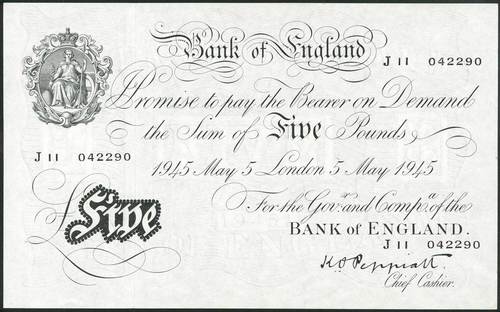 Bank of England
J 11 042290
I Promise to pay the Bearer on Demand
the Sum of Five Pounds
J 11 042290
1945 May 5 London 5 May 1945
For the Govr. and Compa. of the
£Five
BANK of ENGLAND.
J 11 042290
K O Peppiatt
Chief Cashier.